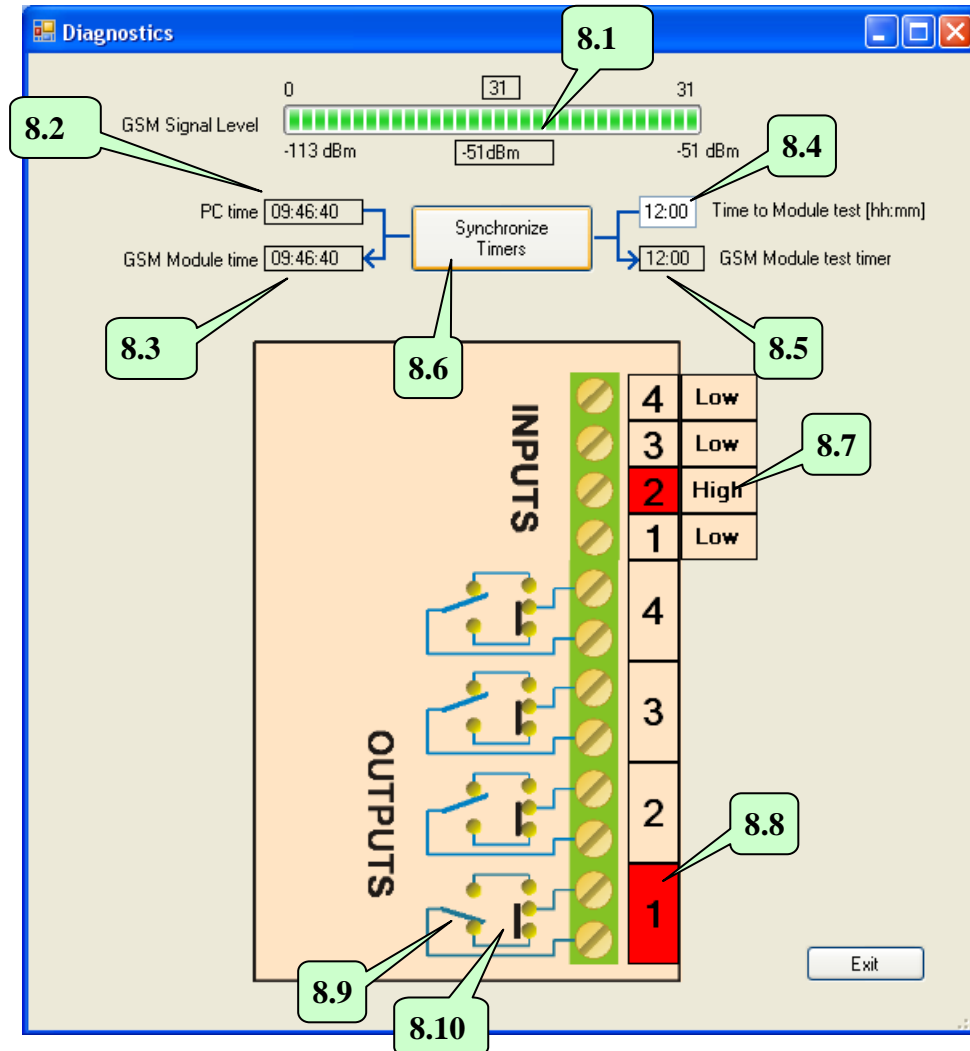 Diagnostics
8.1
0 31 31
8.2
GSM Signal Level
-113 dBm -51dBm -51 dBm
8.4
PC time 09:46:40
Synchronize
Timers
12:00 Time to Module test [hh:mm]
GSM Module time 09:46:40
12:00 GSM Module test timer
8.3
8.6
8.5
INPUTS
4 Low
3 Low
8.7
2 High
1 Low
OUTPUTS
4
3
2
8.8
1
8.9
8.10
Exit